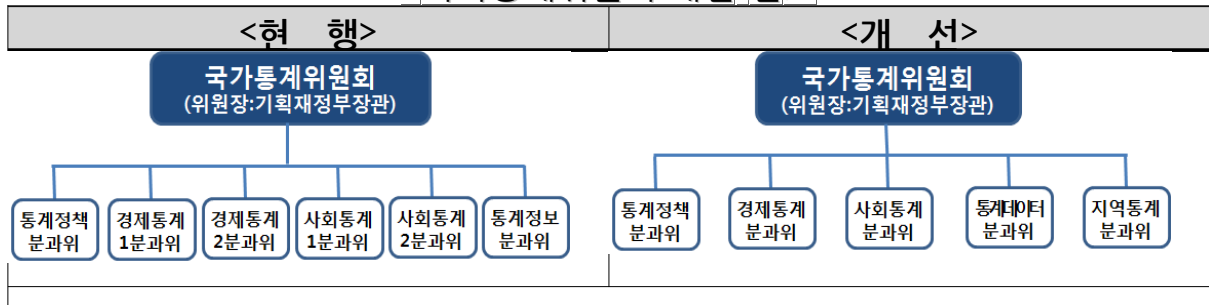 <현 행>
<개 선>
국가통계위원회
(위원장:기획재정부장관)
국가통계위원회
(위원장:기획재정부장관)
통계정책
분과위
경제통계
1분과위
경제통계
2분과위
사회통계
1분과위
사회통계
2분과위
통계정보
분과위
통계정책
분과위
경제통계
분과위
사회통계
분과위
통계데이터
분과위
지역통계
분과위